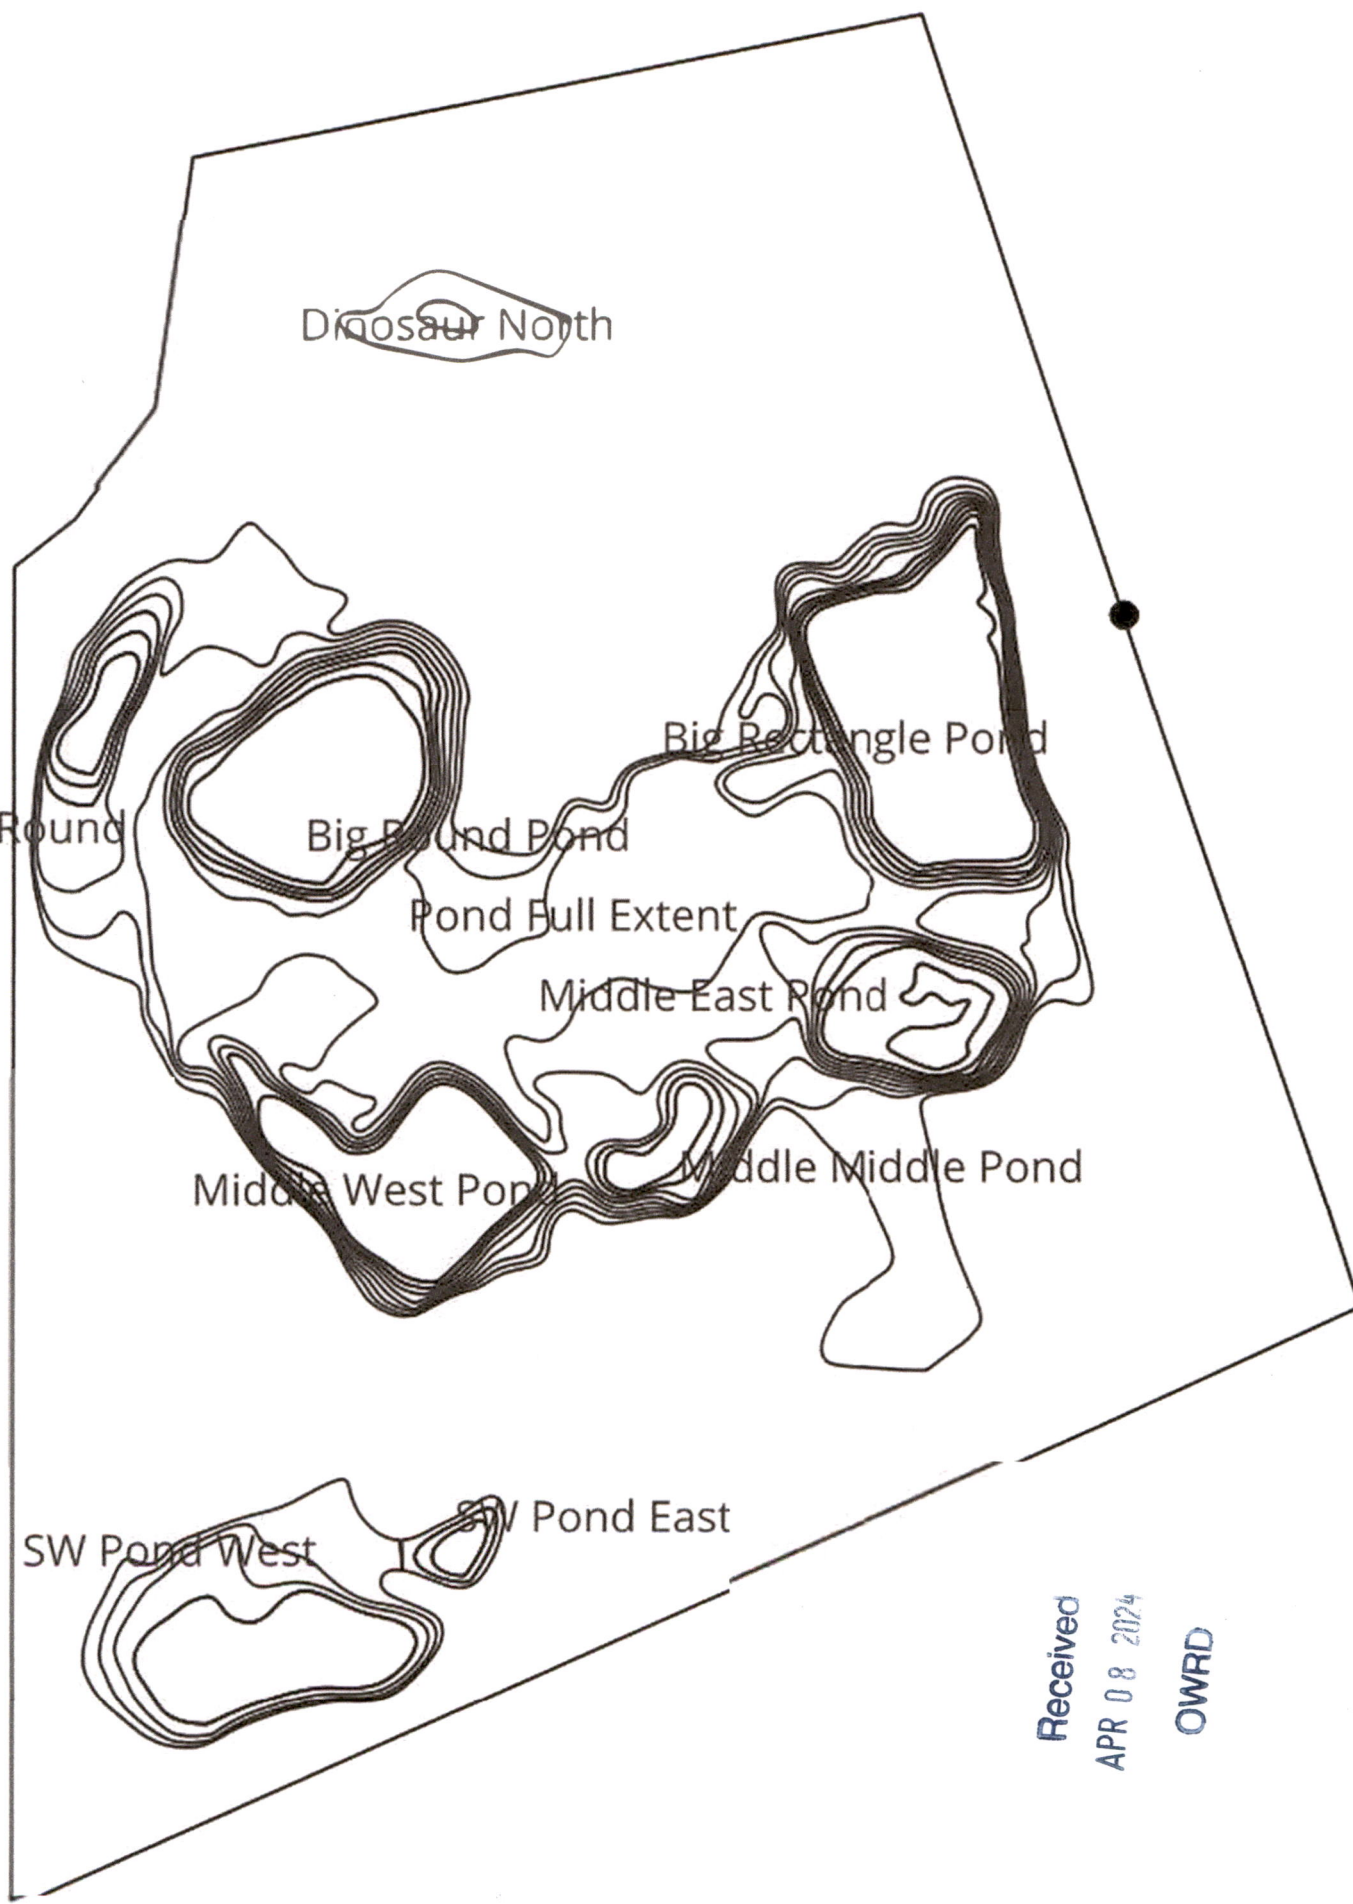 Dinosaur North
Big Rectangle Pond
Round
Big Round Pond
Pond Full Extent
Middle East Pond
Middle Middle Pond
Middle West Pond
SW Pond East
SW Pond West
Received
APR 08 2024
OWRD